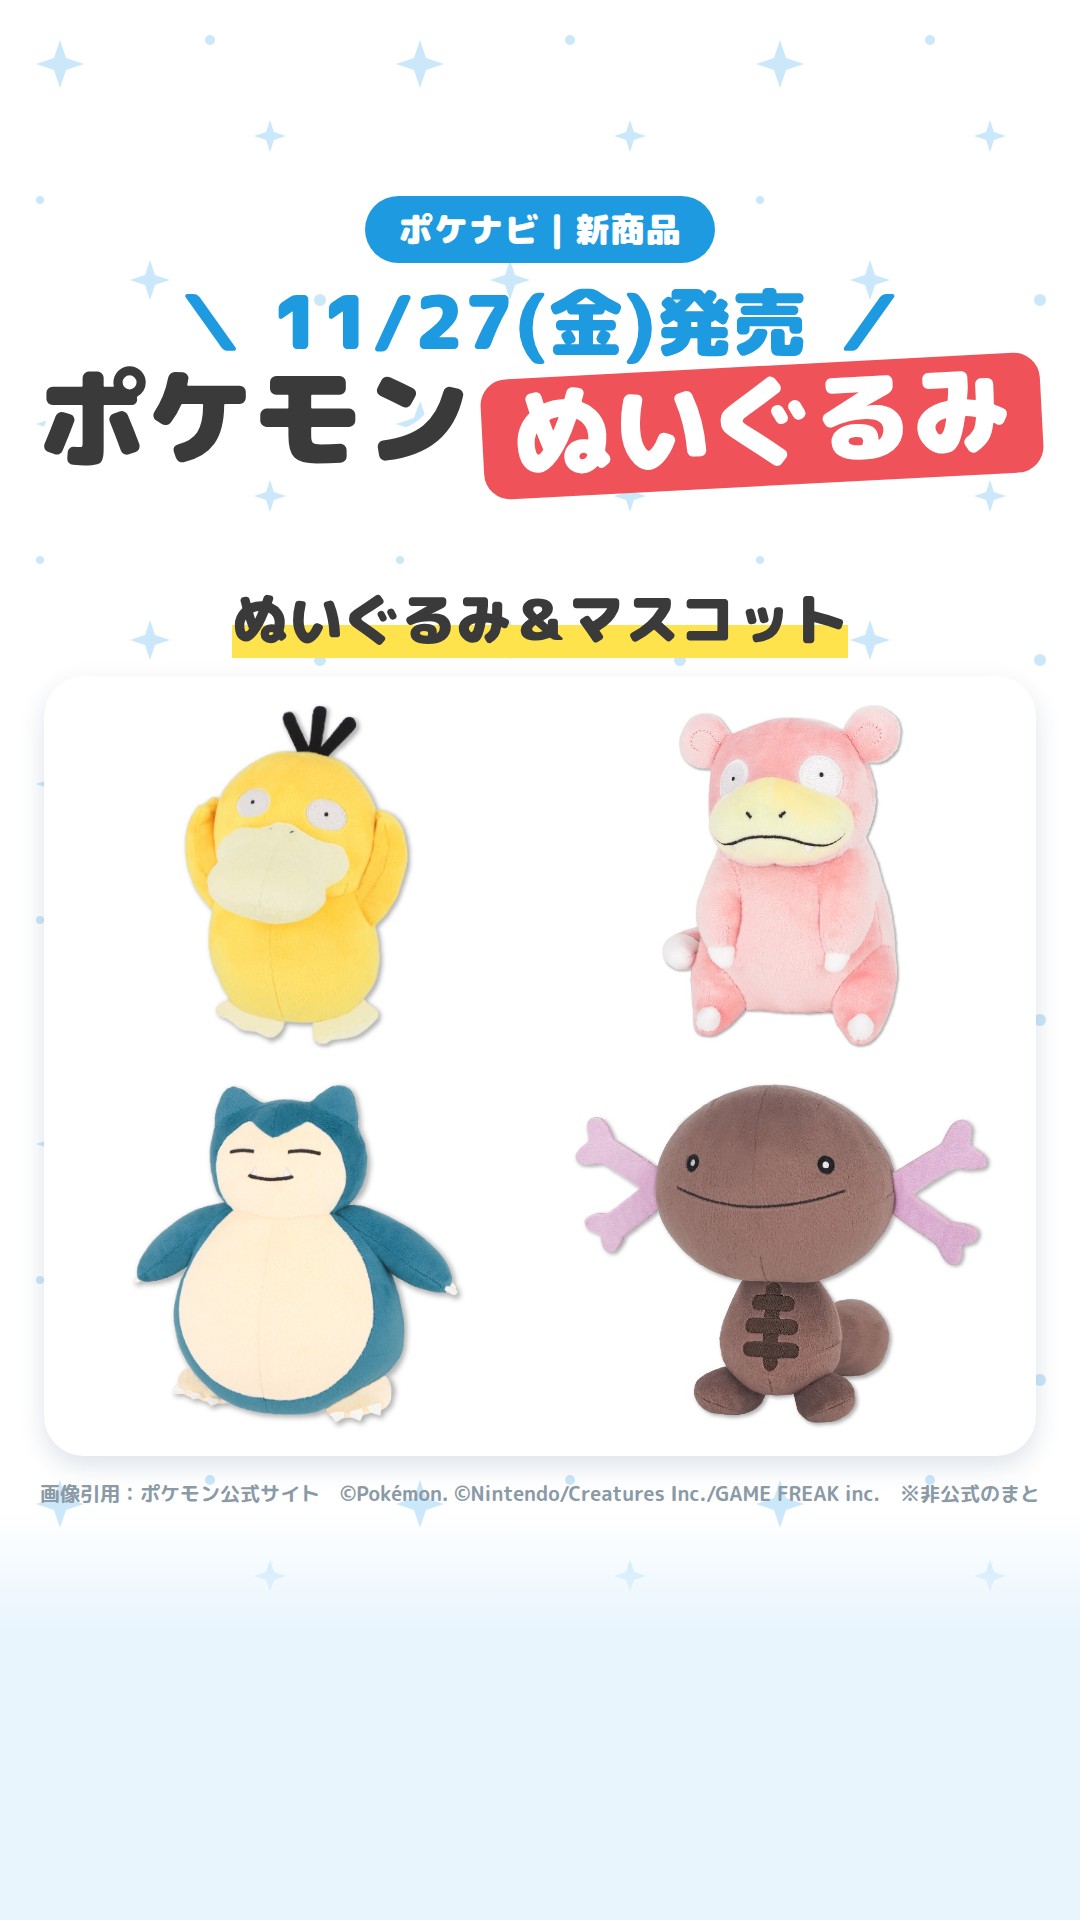 ポケナビ | 新商品
\ 11/27(金)発売 /
ポケモン ぬいぐるみ
ぬいぐるみ&マスコット
画像引用：ポケモン公式サイト　©Pokémon. ©Nintendo/Creatures Inc./GAME FREAK inc.　※非公式のまと